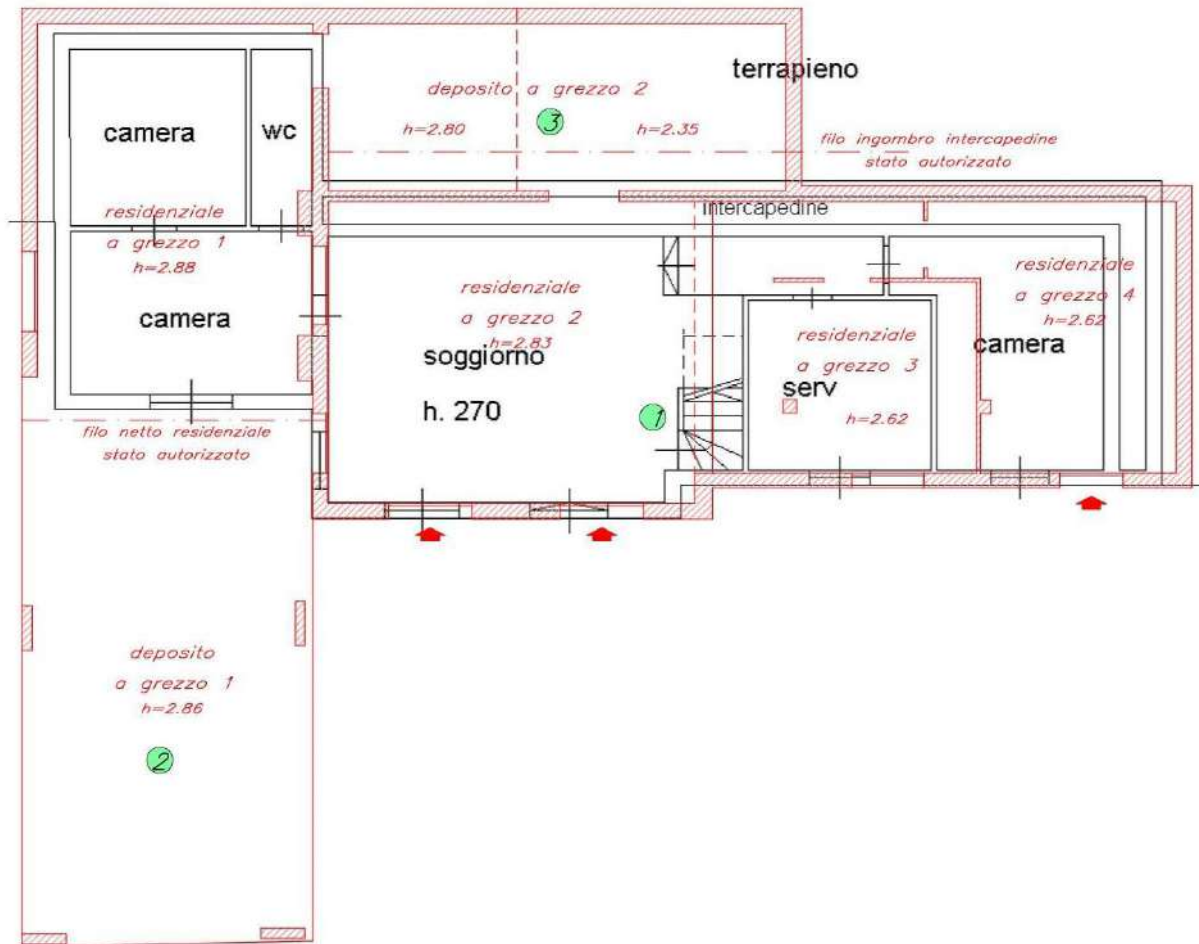 terrapieno
deposito a grezzo 2
h=2.80
3
h=2.35
camera
wc
filo ingombro intercapedine
stato autorizzato
residenziale
a grezzo 1
h=2.88
intercapedine
camera
residenziale
a grezzo 2
h=2.83
soggiorno
h. 270
1
residenziale
a grezzo 3
serv
h=2.62
residenziale
a grezzo 4
h=2.62
camera
filo netto residenziale
stato autorizzato
deposito
a grezzo 1
h=2.86
2